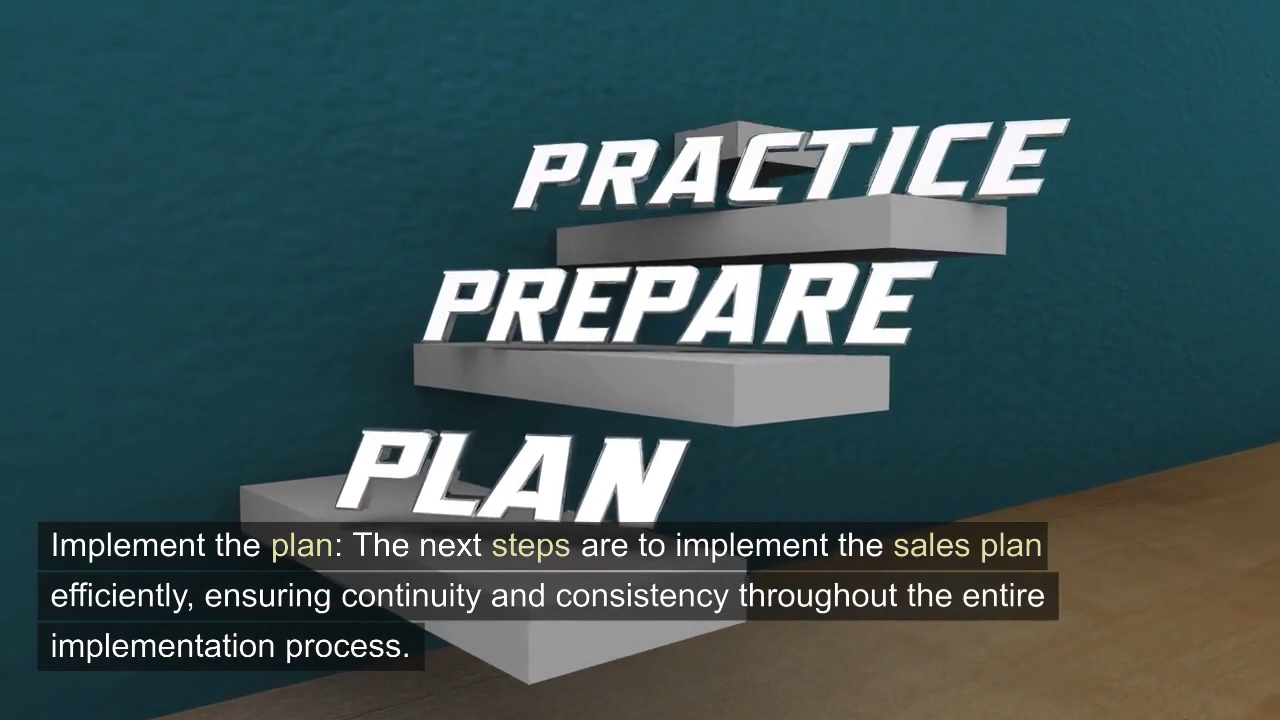 PRACTICE
PREPARE
PLAN
Implement the plan: The next steps are to implement the sales plan
efficiently, ensuring continuity and consistency throughout the entire
implementation process.